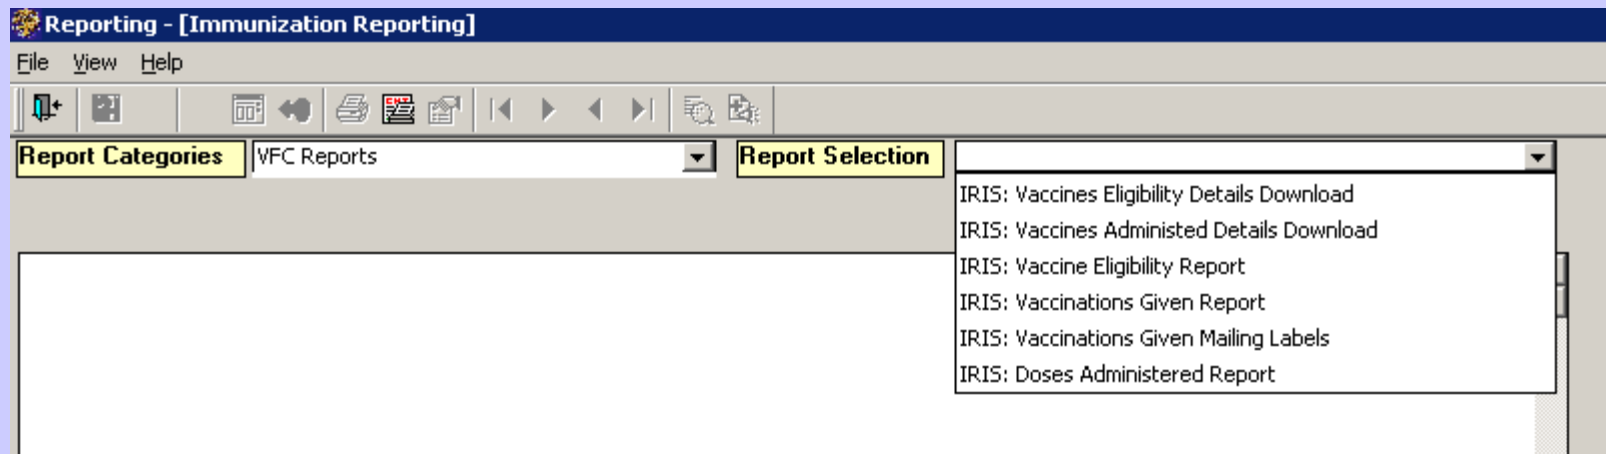 Reporting - [Immunization Reporting]
File View Help
Report Categories VFC Reports Report Selection
IRIS: Vaccines Eligibility Details Download
IRIS: Vaccines Administed Details Download
IRIS: Vaccine Eligibility Report
IRIS: Vaccinations Given Report
IRIS: Vaccinations Given Mailing Labels
IRIS: Doses Administered Report